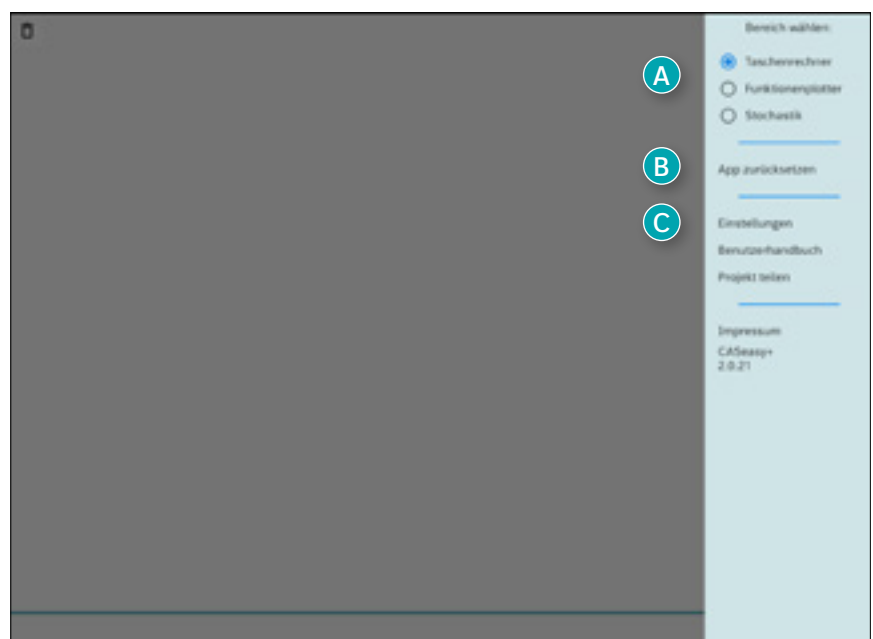 Bereich wählen:
A
Taschenrechner
Funktionenplotter
Stochastik
B
App zurücksetzen
C
Einstellungen
Benutzerhandbuch
Projekt teilen
Impressum
CASeasy+
2.0.21